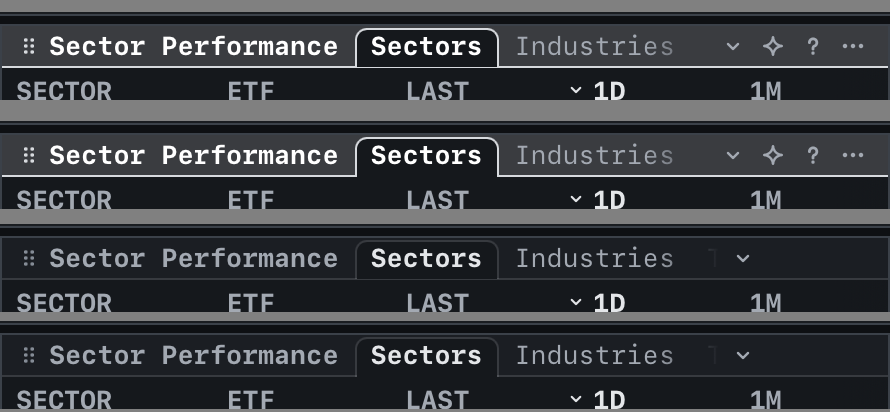 Sector Performance Sectors Industries ?
SECTOR ETF LAST 1D 1M
Sector Performance Sectors Industries ?
SECTOR ETF LAST 1D 1M
Sector Performance Sectors Industries
SECTOR ETF LAST 1D 1M
Sector Performance Sectors Industries
SECTOR ETF LAST 1D 1M